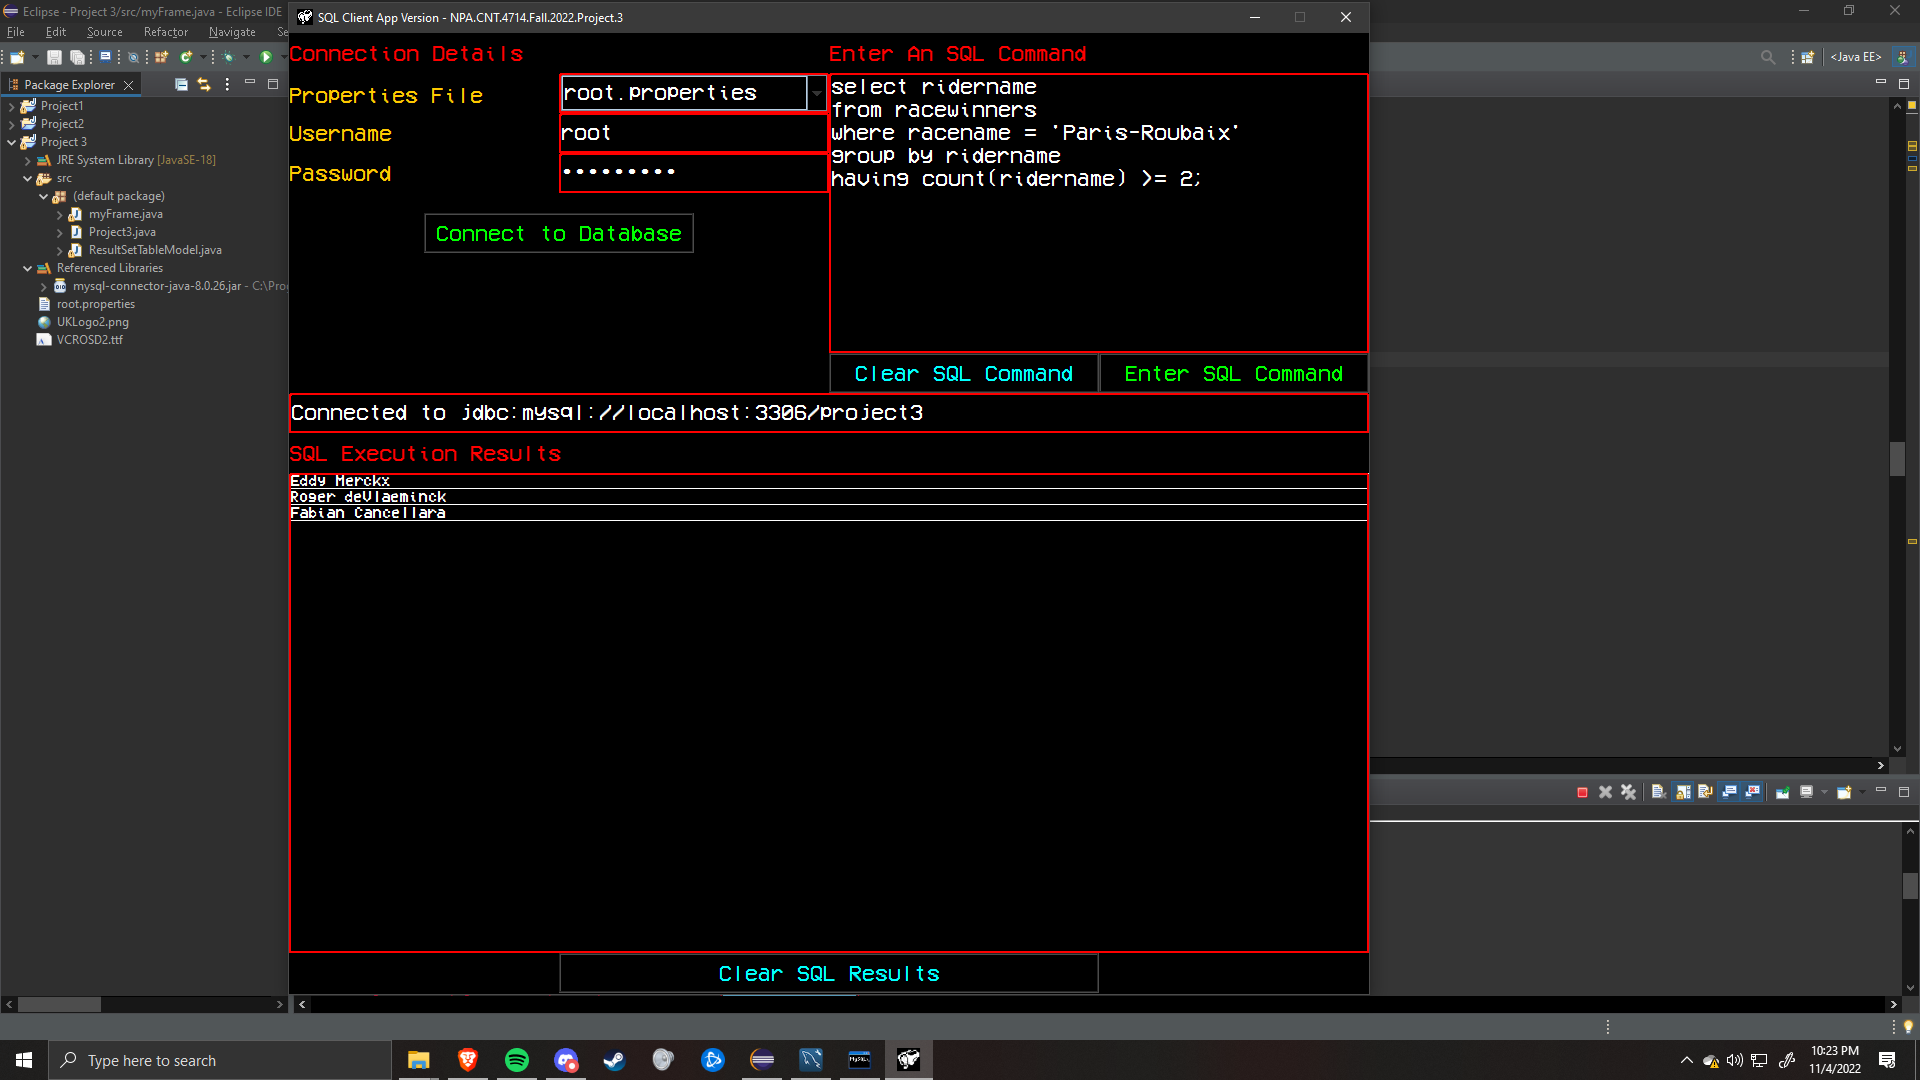 Eclipse - Project 3/src/myFrame.java - Eclipse IDE
File Edit Source Refactor Navigate Se
Package Explorer
Project1
Project2
Project 3
JRE System Library [JavaSE-18]
src
(default package)
myFrame.java
Project3.java
ResultSetTableModel.java
Referenced Libraries
mysql-connector-java-8.0.26.jar - C:\Pro
root.properties
UKLogo2.png
VCROSD2.ttf
SQL Client App Version - NPA.CNT.4714.Fall.2022.Project.3
Connection Details
Properties File
root.properties
Username
root
Password
•••••••••
Connect to Database
Enter An SQL Command
select ridername
from racewinners
where racename = 'Paris-Roubaix'
group by ridername
having count(ridername) >= 2;
Clear SQL Command
Enter SQL Command
Connected to jdbc:mysql://localhost:3306/project3
SQL Execution Results
Eddy Merckx
Roger deVlaeminck
Fabian Cancellara
Clear SQL Results
<Java EE>
Type here to search
MySQL
10:23 PM
11/4/2022